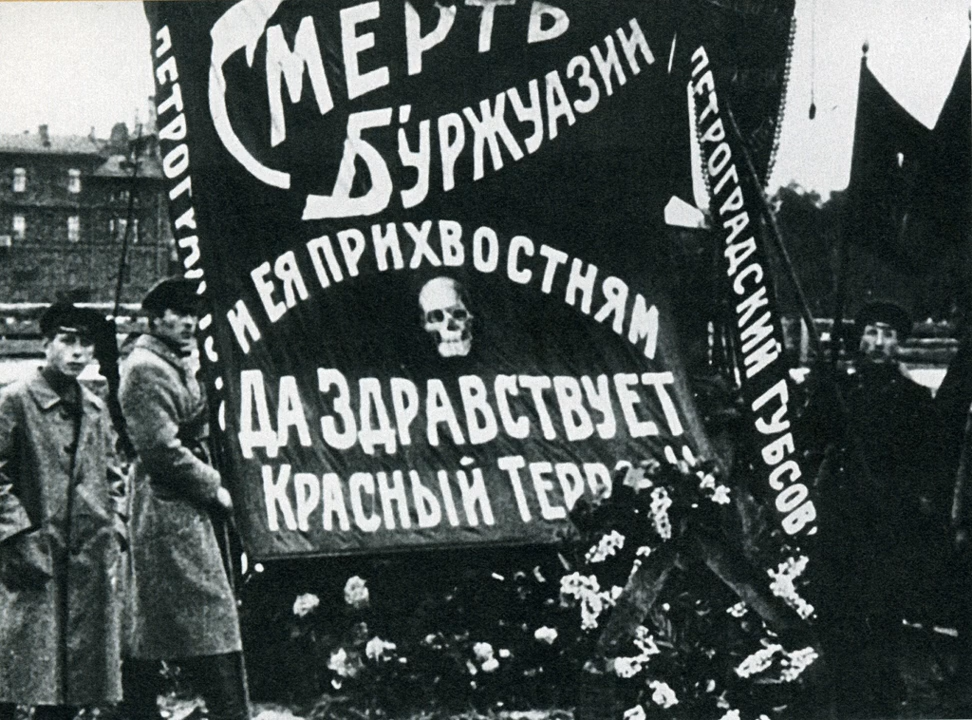 Смерть
Буржуазии
и ея прихвостням
Да Здравствует
Красный
Петроградский Губсов